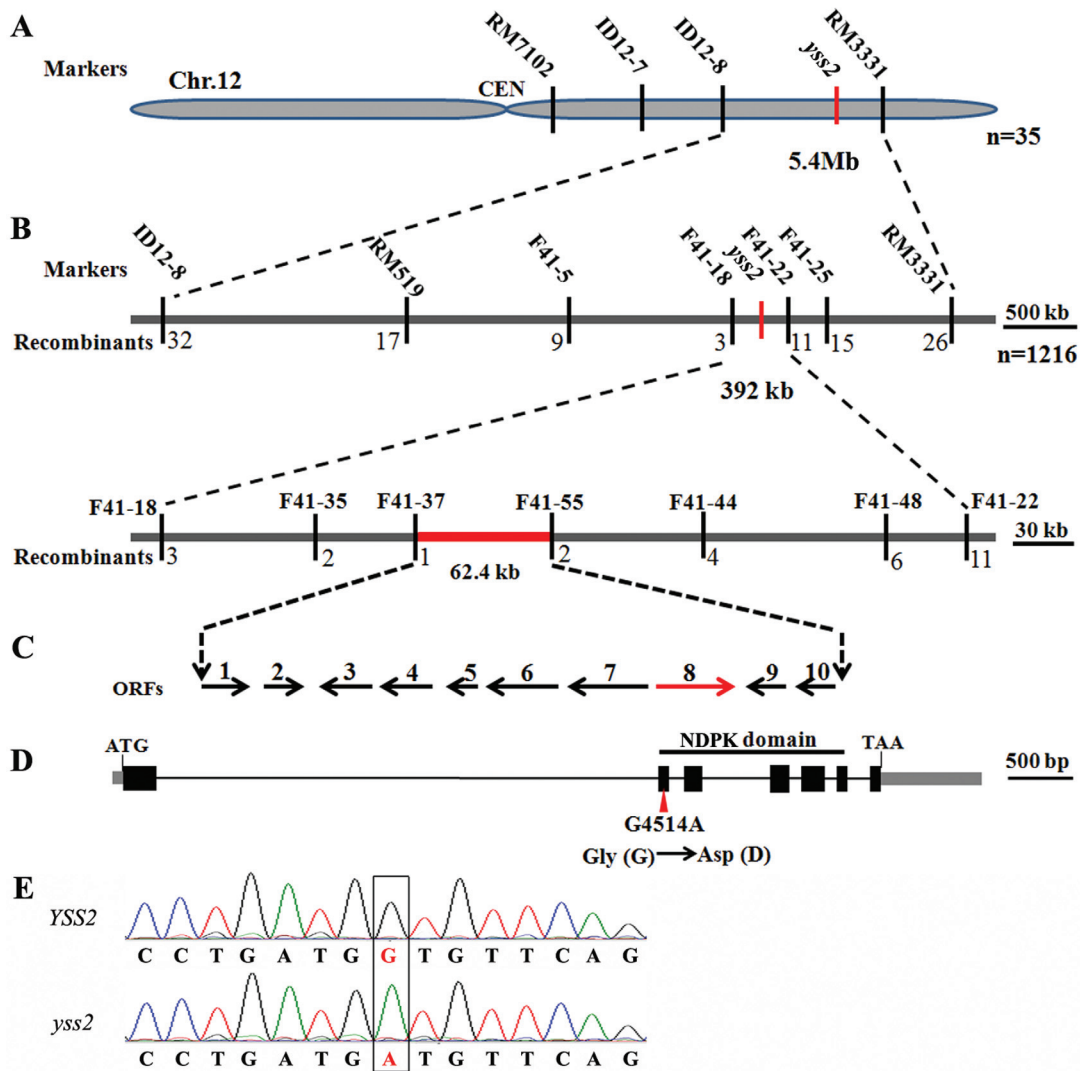 A
Markers
Chr.12
CEN
RM7102
ID12-7
ID12-8
yss2
RM3331
n=35
5.4Mb
B
Markers
ID12-8
RM519
F41-5
F41-18
yss2
F41-22
F41-25
RM3331
500 kb
Recombinants
32
17
9
3
11
15
26
n=1216
392 kb
F41-18
F41-35
F41-37
F41-55
F41-44
F41-48
F41-22
30 kb
Recombinants
3
2
1
2
4
6
11
62.4 kb
C
ORFs
1
2
3
4
5
6
7
8
9
10
D
ATG
NDPK domain
TAA
500 bp
G4514A
Gly (G) Asp (D)
E
YSS2
C C T G A T G G T G T T C A G
yss2
C C T G A T G A T G T T C A G